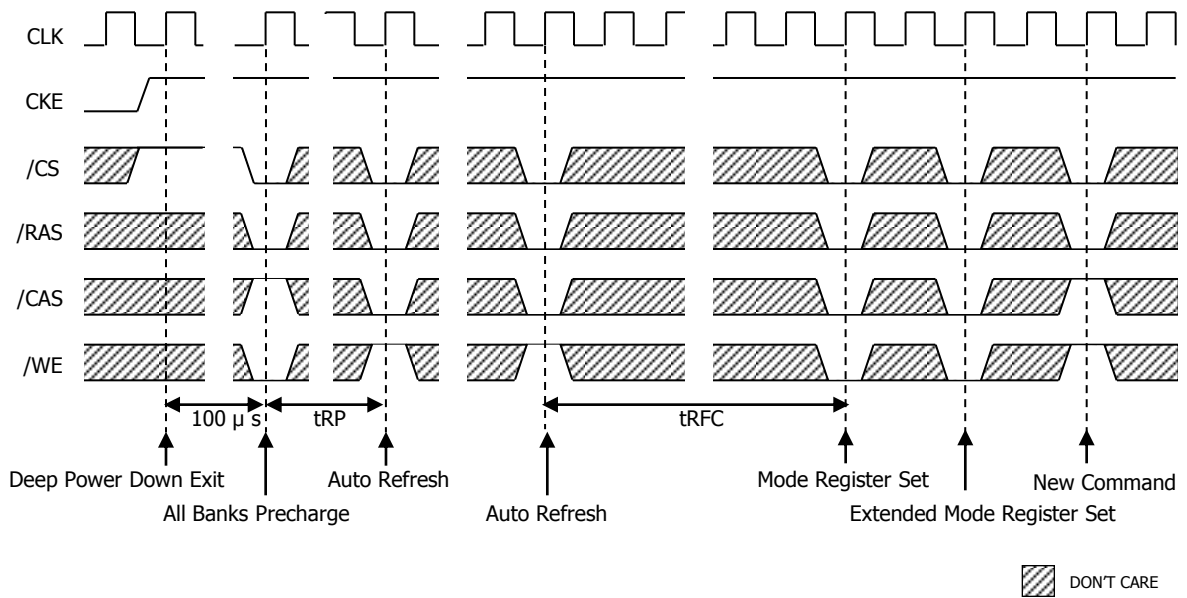 CLK
CKE
/CS
/RAS
/CAS
/WE
100 μ s
tRP
tRFC
Deep Power Down Exit
Auto Refresh
Mode Register Set
New Command
All Banks Precharge
Auto Refresh
Extended Mode Register Set
DON'T CARE